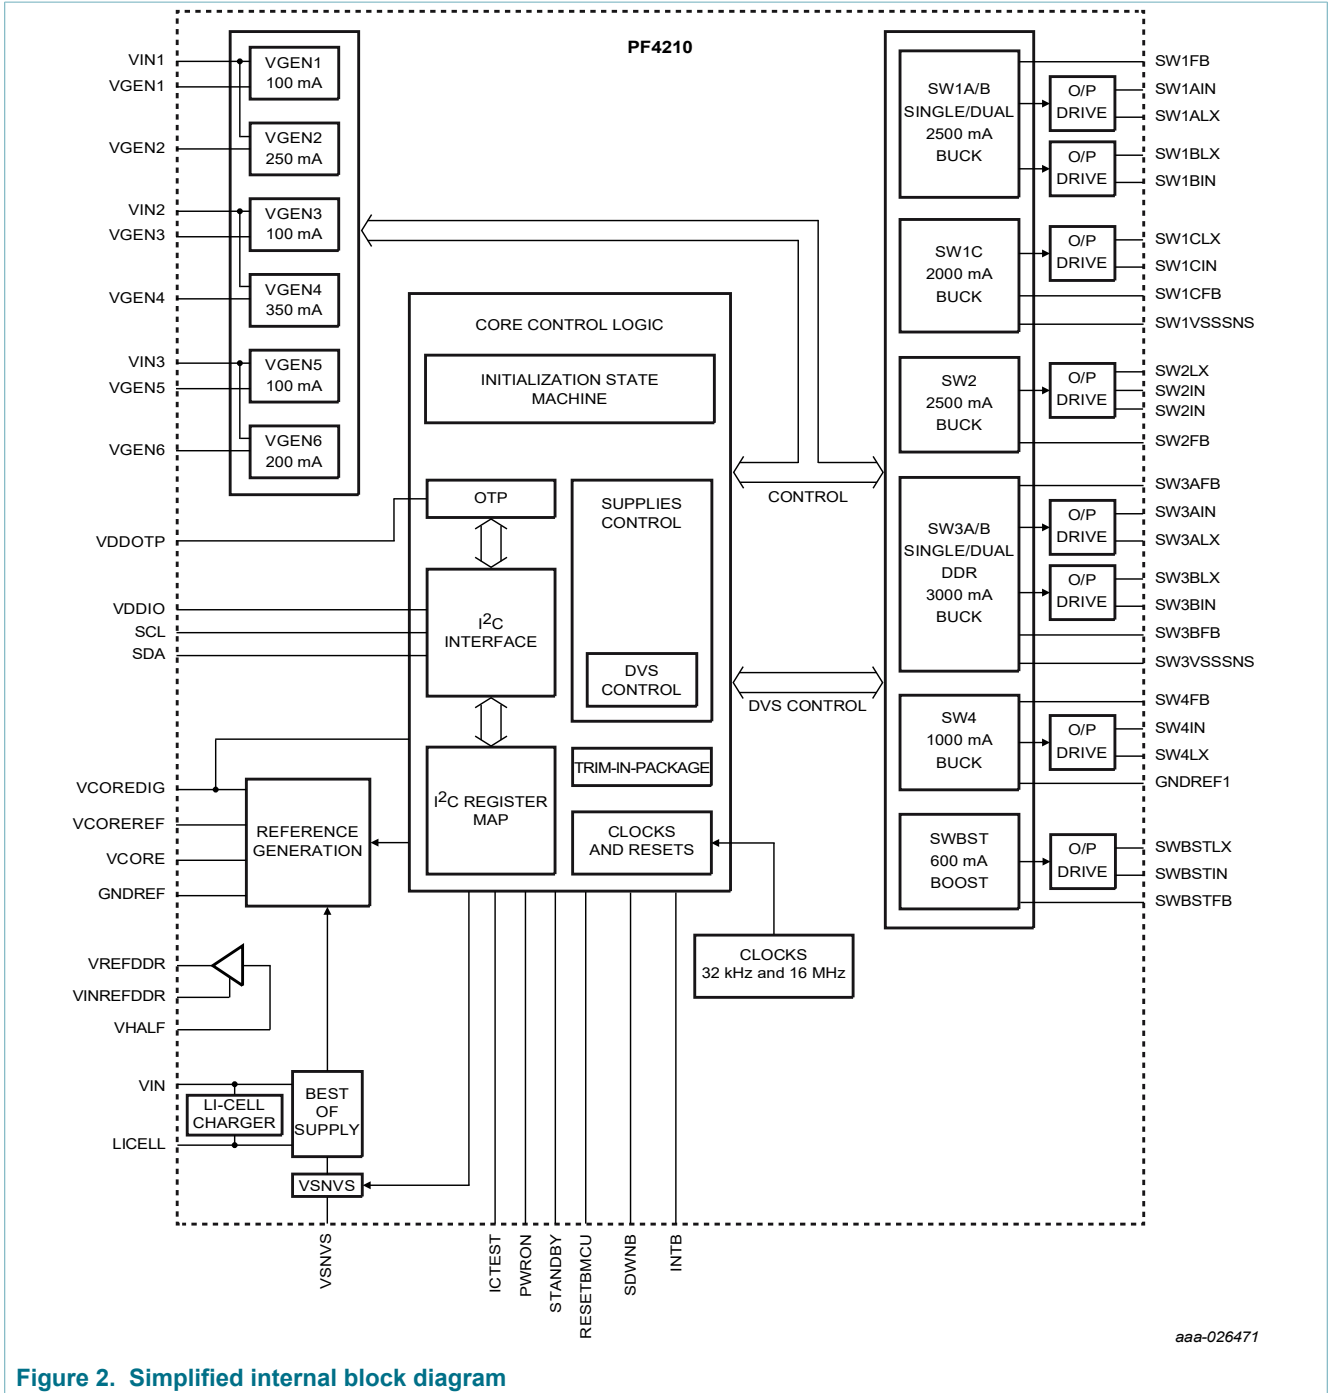 PF4210
VIN1
VGEN1
VGEN2
VIN2
VGEN3
VGEN4
VIN3
VGEN5
VGEN6
VDDOTP
VDDIO
SCL
SDA
VCOREDIG
VCOREREF
VCORE
GNDREF
VREFDDR
VINREFDDR
VHALF
VIN
LICELL
VGEN1
100 mA
VGEN2
250 mA
VGEN3
100 mA
VGEN4
350 mA
VGEN5
100 mA
VGEN6
200 mA
CORE CONTROL LOGIC
INITIALIZATION STATE
MACHINE
OTP
I2C
INTERFACE
I2C REGISTER
MAP
SUPPLIES
CONTROL
DVS
CONTROL
TRIM-IN-PACKAGE
CLOCKS
AND RESETS
CLOCKS
32 kHz and 16 MHz
REFERENCE
GENERATION
LI-CELL
CHARGER
BEST
OF
SUPPLY
VSNVS
CONTROL
DVS CONTROL
SW1A/B
SINGLE/DUAL
2500 mA
BUCK
O/P
DRIVE
O/P
DRIVE
SW1C
2000 mA
BUCK
O/P
DRIVE
SW2
2500 mA
BUCK
O/P
DRIVE
SW3A/B
SINGLE/DUAL
DDR
3000 mA
BUCK
O/P
DRIVE
O/P
DRIVE
SW4
1000 mA
BUCK
O/P
DRIVE
SWBST
600 mA
BOOST
O/P
DRIVE
SW1FB
SW1AIN
SW1ALX
SW1BLX
SW1BIN
SW1CLX
SW1CIN
SW1CFB
SW1VSSSNS
SW2LX
SW2IN
SW2IN
SW2FB
SW3AFB
SW3AIN
SW3ALX
SW3BLX
SW3BIN
SW3BFB
SW3VSSSNS
SW4FB
SW4IN
SW4LX
GNDREF1
SWBSTLX
SWBSTIN
SWBSTFB
VSNVS
ICTEST
PWRON
STANDBY
RESETBMCU
SDWNB
INTB
aaa-026471
Figure 2. Simplified internal block diagram